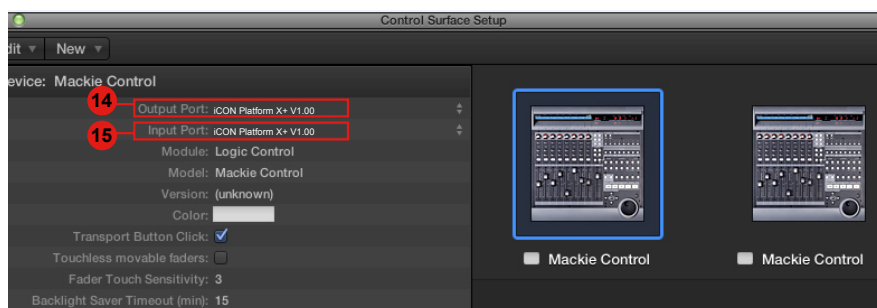 Control Surface Setup
dit New
evice: Mackie Control
14 Output Port: iCON Platform X+ V1.00
15 Input Port: iCON Platform X+ V1.00
Module: Logic Control
Model: Mackie Control
Version: (unknown)
Color:
Transport Button Click:
Touchless movable faders:
Fader Touch Sensitivity: 3
Backlight Saver Timeout (min): 15
Mackie Control
Mackie Control